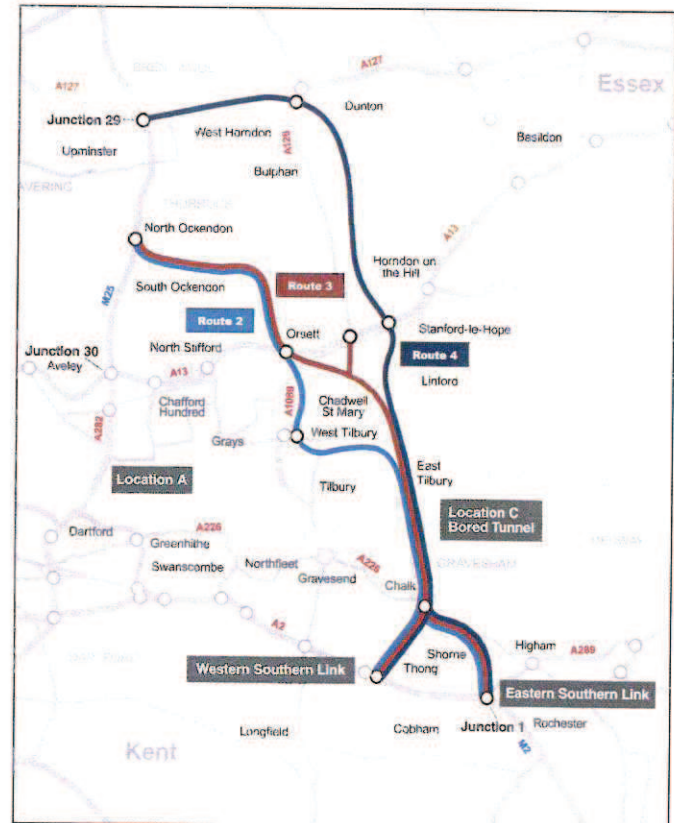 A127
A127
Essex
Dunton
Junction 29
West Horndon
A128
Basildon
Upminster
Bulphan
North Ockendon
A13
Horndon on
the Hill
South Ockendon
Route 3
M25
Route 2
Orsett
Stanford-le-Hope
Junction 30
North Stifford
Route 4
Aveley
A13
Linford
Chafford
Hundred
A1089
Chadwell
St Mary
A282
Grays
West Tilbury
East
Tilbury
Location A
Tilbury
Location C
Bored Tunnel
Dartford
A226
Greenhithe
Northfleet
A226
GRAVESHAM
Swanscombe
Gravesend
Chalk
A2
Higham
A289
Shorne
Western Southern Link
Thong
Eastern Southern Link
Longfield
Cobham
Junction 1
Rochester
Kent
M2